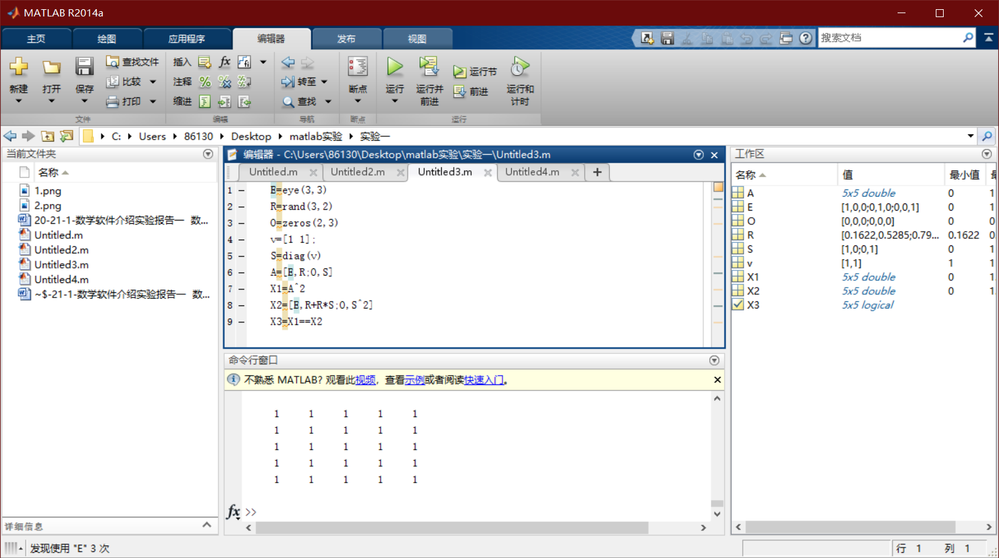 MATLAB R2014a
主页 绘图 应用程序 编辑器 发布 视图 搜索文档
新建 打开 保存 查找文件 比较 打印
文件
插入 fx fi
注释
缩进
编辑
转至
查找
导航
断点
断点
运行 运行并前进 运行节 前进 运行和计时
运行
C: Users 86130 Desktop matlab实验 实验一
当前文件夹
名称
1.png
2.png
20-21-1-数学软件介绍实验报告一 数...
Untitled.m
Untitled2.m
Untitled3.m
Untitled4.m
~$-21-1-数学软件介绍实验报告一 数...
详细信息
编辑器 - C:\Users\86130\Desktop\matlab实验\实验一\Untitled3.m
Untitled.m Untitled2.m Untitled3.m Untitled4.m
1 – E=eye(3,3)
2 – R=rand(3,2)
3 – O=zeros(2,3)
4 – v=[1 1];
5 – S=diag(v)
6 – A=[E,R;O,S]
7 – X1=A^2
8 – X2=[E,R+R*S;O,S^2]
9 – X3=X1==X2
命令行窗口
不熟悉 MATLAB? 观看此视频, 查看示例或者阅读快速入门。
1 1 1 1 1
1 1 1 1 1
1 1 1 1 1
1 1 1 1 1
1 1 1 1 1
fx >>
工作区
名称 值 最小值
A 5x5 double 0 1
E [1,0,0;0,1,0;0,0,1] 0 1
O [0,0,0;0,0,0] 0 0
R [0.1622,0.5285;0.79... 0.1622 0
S [1,0;0,1] 0 1
v [1,1] 1 1
X1 5x5 double 0 1.
X2 5x5 double 0 1.
X3 5x5 logical
发现使用 "E" 3 次
行 1 列 1